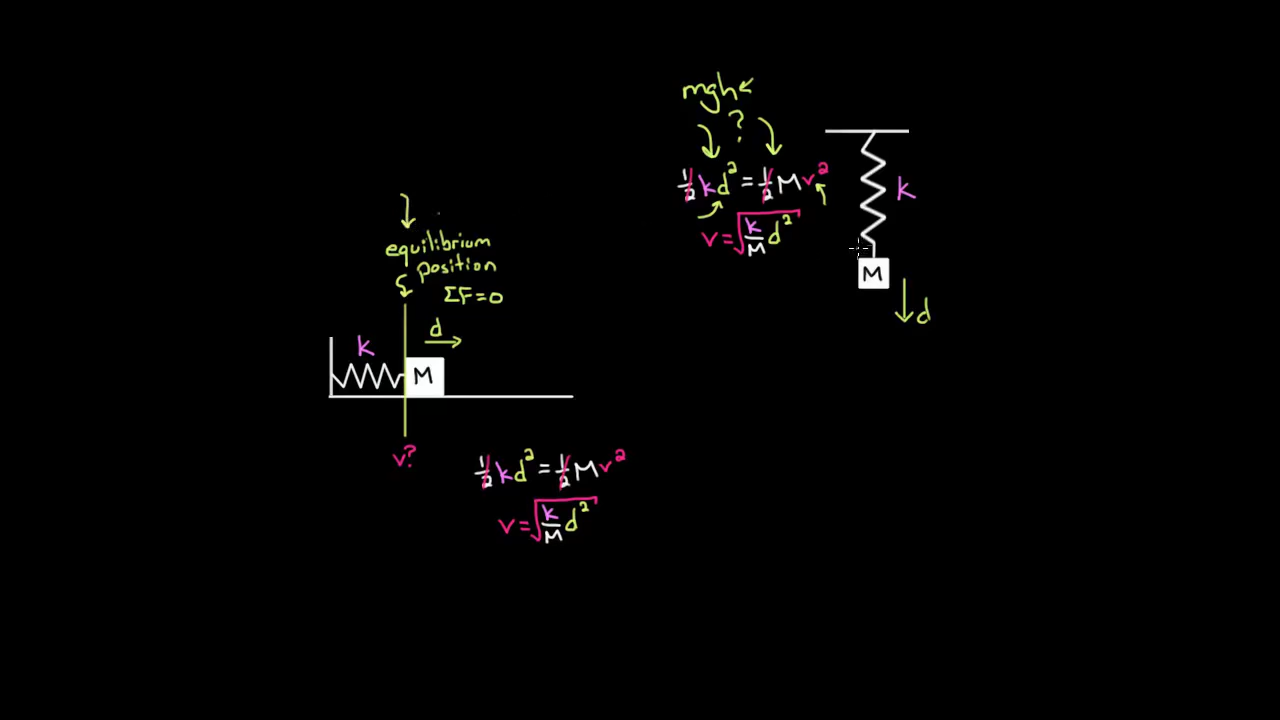 equilibrium
position
ΣF=0
d
k
M
v?
½kd²=½Mv²
v=√(k/M d²)
mgh
?
½kd²=½Mv²
v=√(k/M d²)
k
M
d